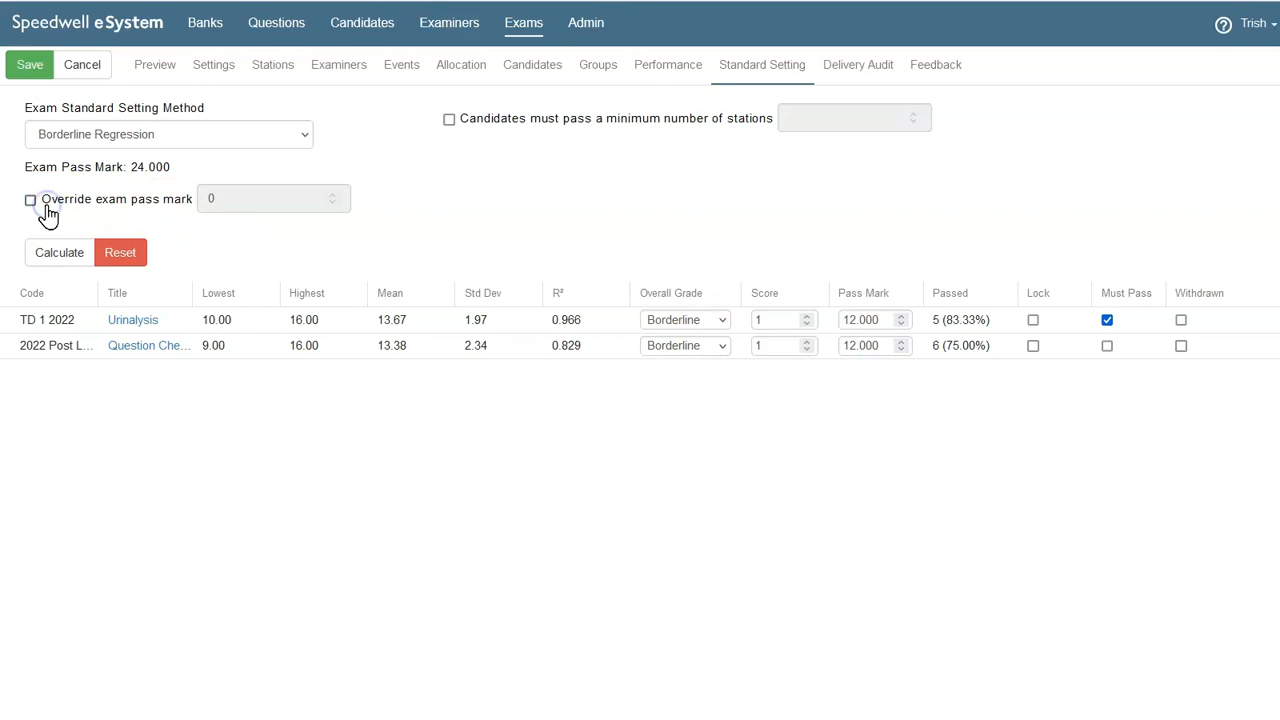 Speedwell eSystem Banks Questions Candidates Examiners Exams Admin Trish
Save Cancel Preview Settings Stations Examiners Events Allocation Candidates Groups Performance Standard Setting Delivery Audit Feedback
Exam Standard Setting Method
Candidates must pass a minimum number of stations
Borderline Regression
Exam Pass Mark: 24.000
Override exam pass mark 0
Calculate Reset
Code Title Lowest Highest Mean Std Dev R² Overall Grade Score Pass Mark Passed Lock Must Pass Withdrawn
TD 1 2022 Urinalysis 10.00 16.00 13.67 1.97 0.966 Borderline 1 12.000 5 (83.33%)
2022 Post L... Question Che... 9.00 16.00 13.38 2.34 0.829 Borderline 1 12.000 6 (75.00%)